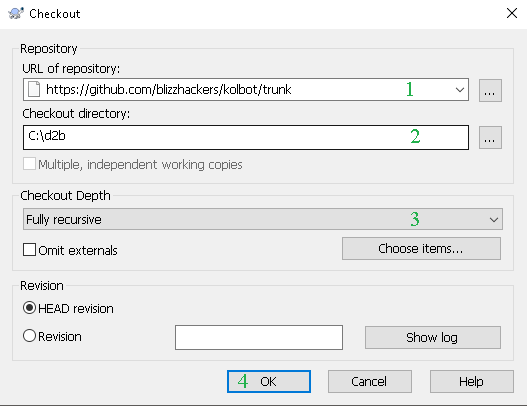 Checkout
Repository
URL of repository:
https://github.com/blizzhackers/kolbot/trunk 1
...
Checkout directory:
C:\d2b 2
...
Multiple, independent working copies
Checkout Depth
Fully recursive 3
Omit externals
Choose items...
Revision
HEAD revision
Revision
Show log
4 OK
Cancel
Help